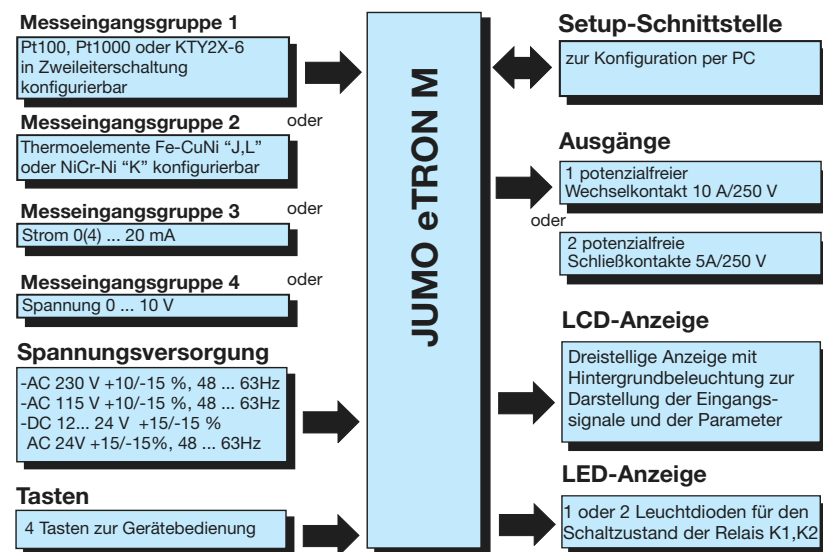 Messeingangsgruppe 1
Pt100, Pt1000 oder KTY2X-6
in Zweileiterschaltung
konfigurierbar
Messeingangsgruppe 2
oder
Thermoelemente Fe-CuNi “J,L”
oder NiCr-Ni “K” konfigurierbar
Messeingangsgruppe 3
oder
Strom 0(4) ... 20 mA
Messeingangsgruppe 4
oder
Spannung 0 ... 10 V
Spannungsversorgung
-AC 230 V +10/-15 %, 48 ... 63Hz
-AC 115 V +10/-15 %, 48 ... 63Hz
-DC 12... 24 V +15/-15 %
AC 24V +15/-15%, 48 ... 63Hz
Tasten
4 Tasten zur Gerätebedienung
JUMO eTRON M
Setup-Schnittstelle
zur Konfiguration per PC
Ausgänge
1 potenzialfreier
Wechselkontakt 10 A/250 V
oder
2 potenzialfreie
Schließkontakte 5A/250 V
LCD-Anzeige
Dreistellige Anzeige mit
Hintergrundbeleuchtung zur
Darstellung der Eingangs-
signale und der Parameter
LED-Anzeige
1 oder 2 Leuchtdioden für den
Schaltzustand der Relais K1,K2